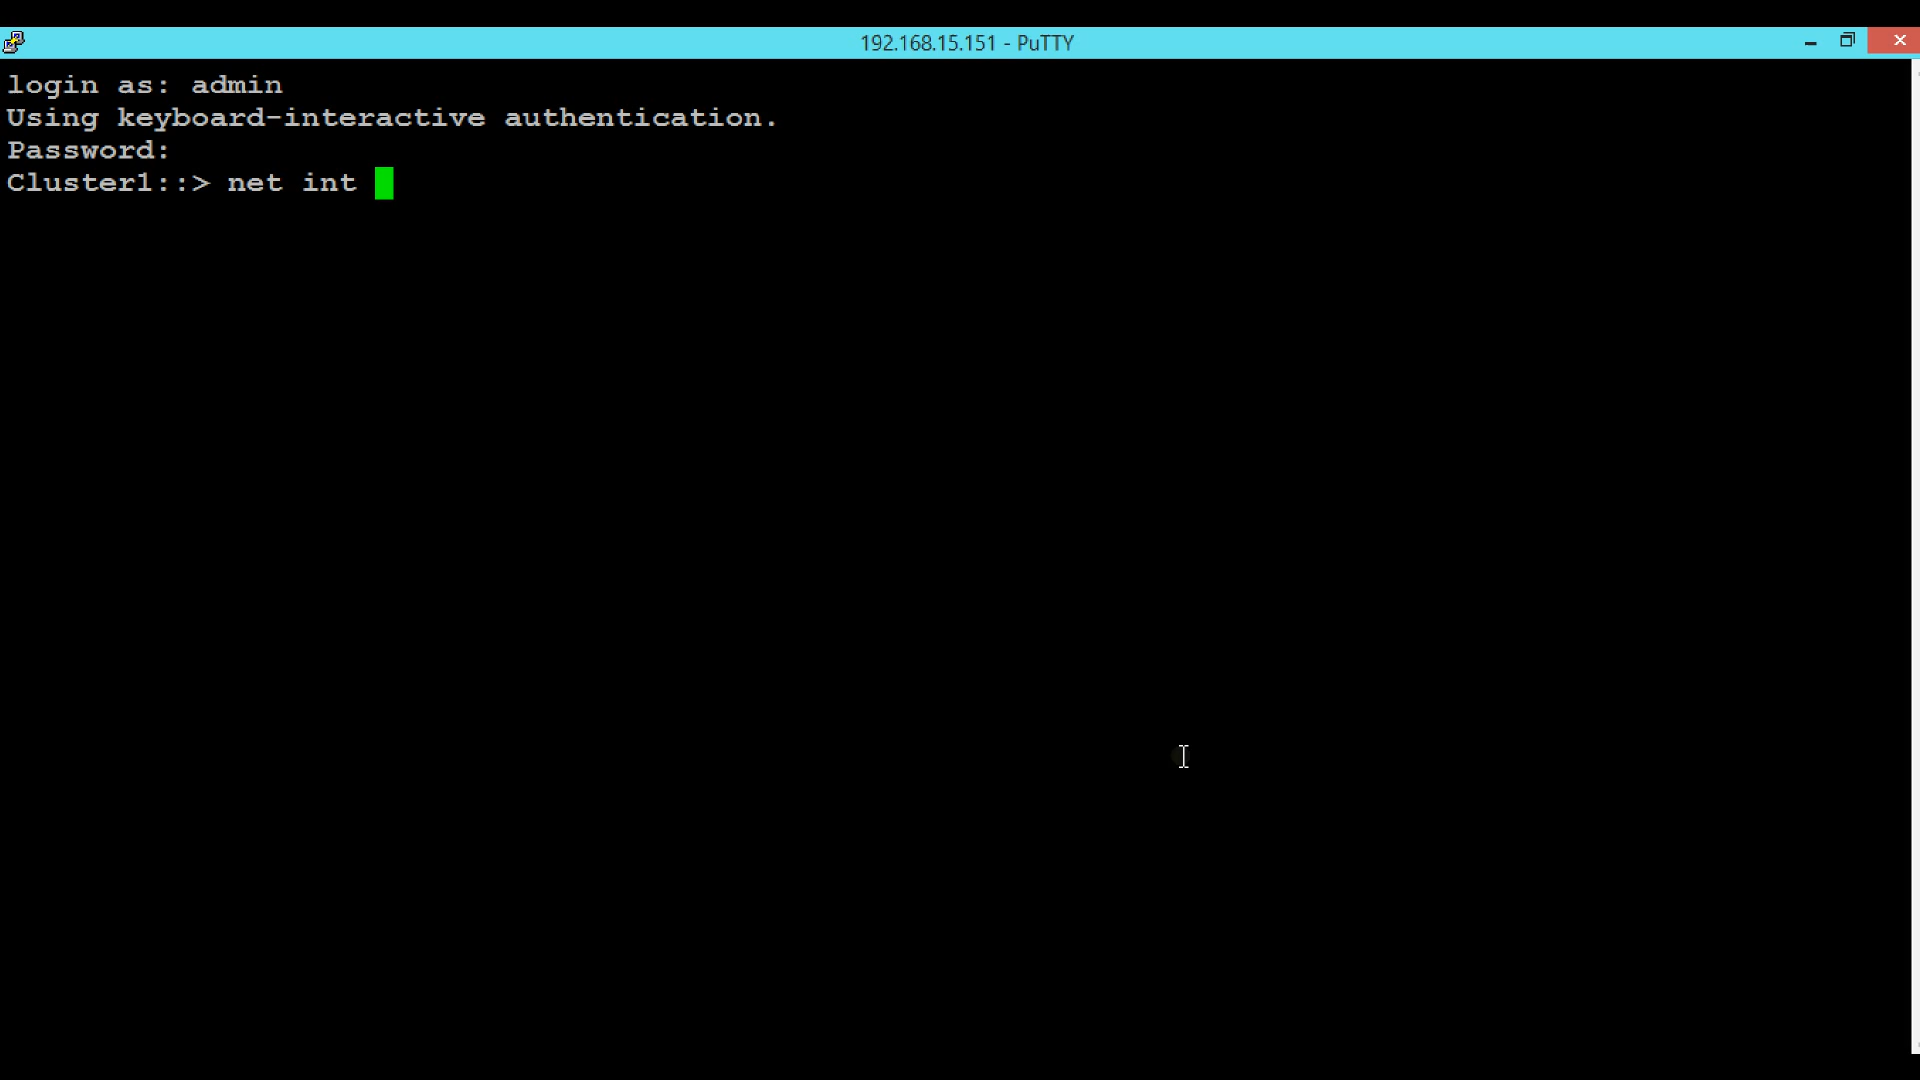 192.168.15.151 - PuTTY
login as: admin
Using keyboard-interactive authentication.
Password:
Cluster1::> net int